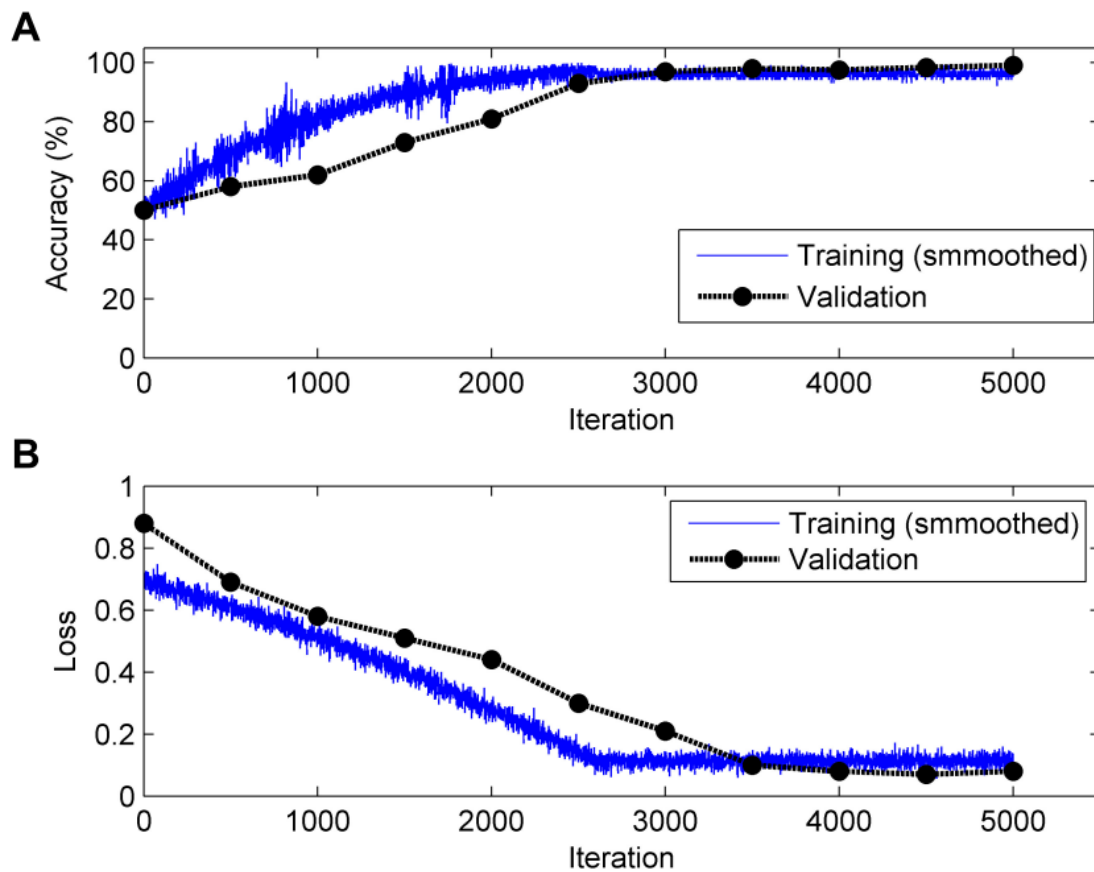 A
100
80
60
40
20
0
Accuracy (%)
0 1000 2000 3000 4000 5000
Iteration
Training (smmoothed)
Validation
B
1
0.8
0.6
0.4
0.2
0
Loss
0 1000 2000 3000 4000 5000
Iteration
Training (smmoothed)
Validation